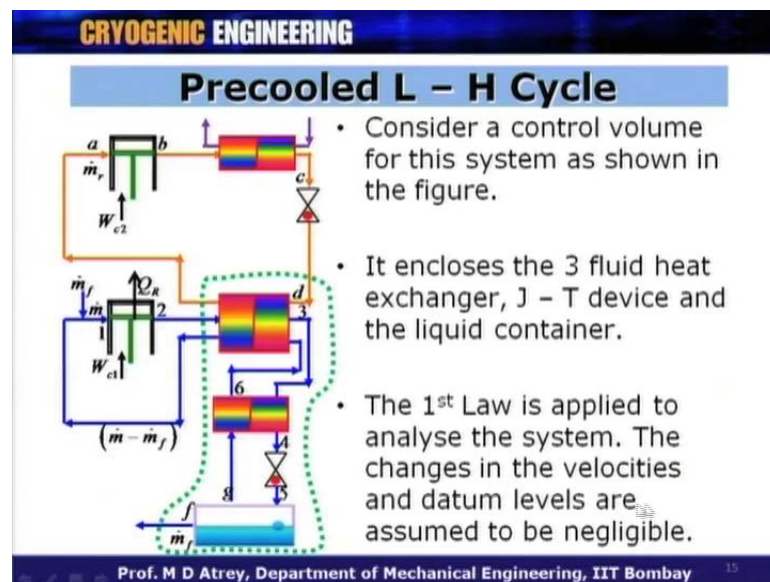 CRYOGENIC ENGINEERING
Precooled L – H Cycle
a
b
ṁr
Wc2
c
• Consider a control volume
for this system as shown in
the figure.
ṁf
QR
ṁ
1
2
d
3
Wc1
• It encloses the 3 fluid heat
exchanger, J – T device and
the liquid container.
6
(ṁ – ṁf)
4
g
5
f
ṁf
• The 1st Law is applied to
analyse the system. The
changes in the velocities
and datum levels are
assumed to be negligible.
Prof. M D Atrey, Department of Mechanical Engineering, IIT Bombay
15